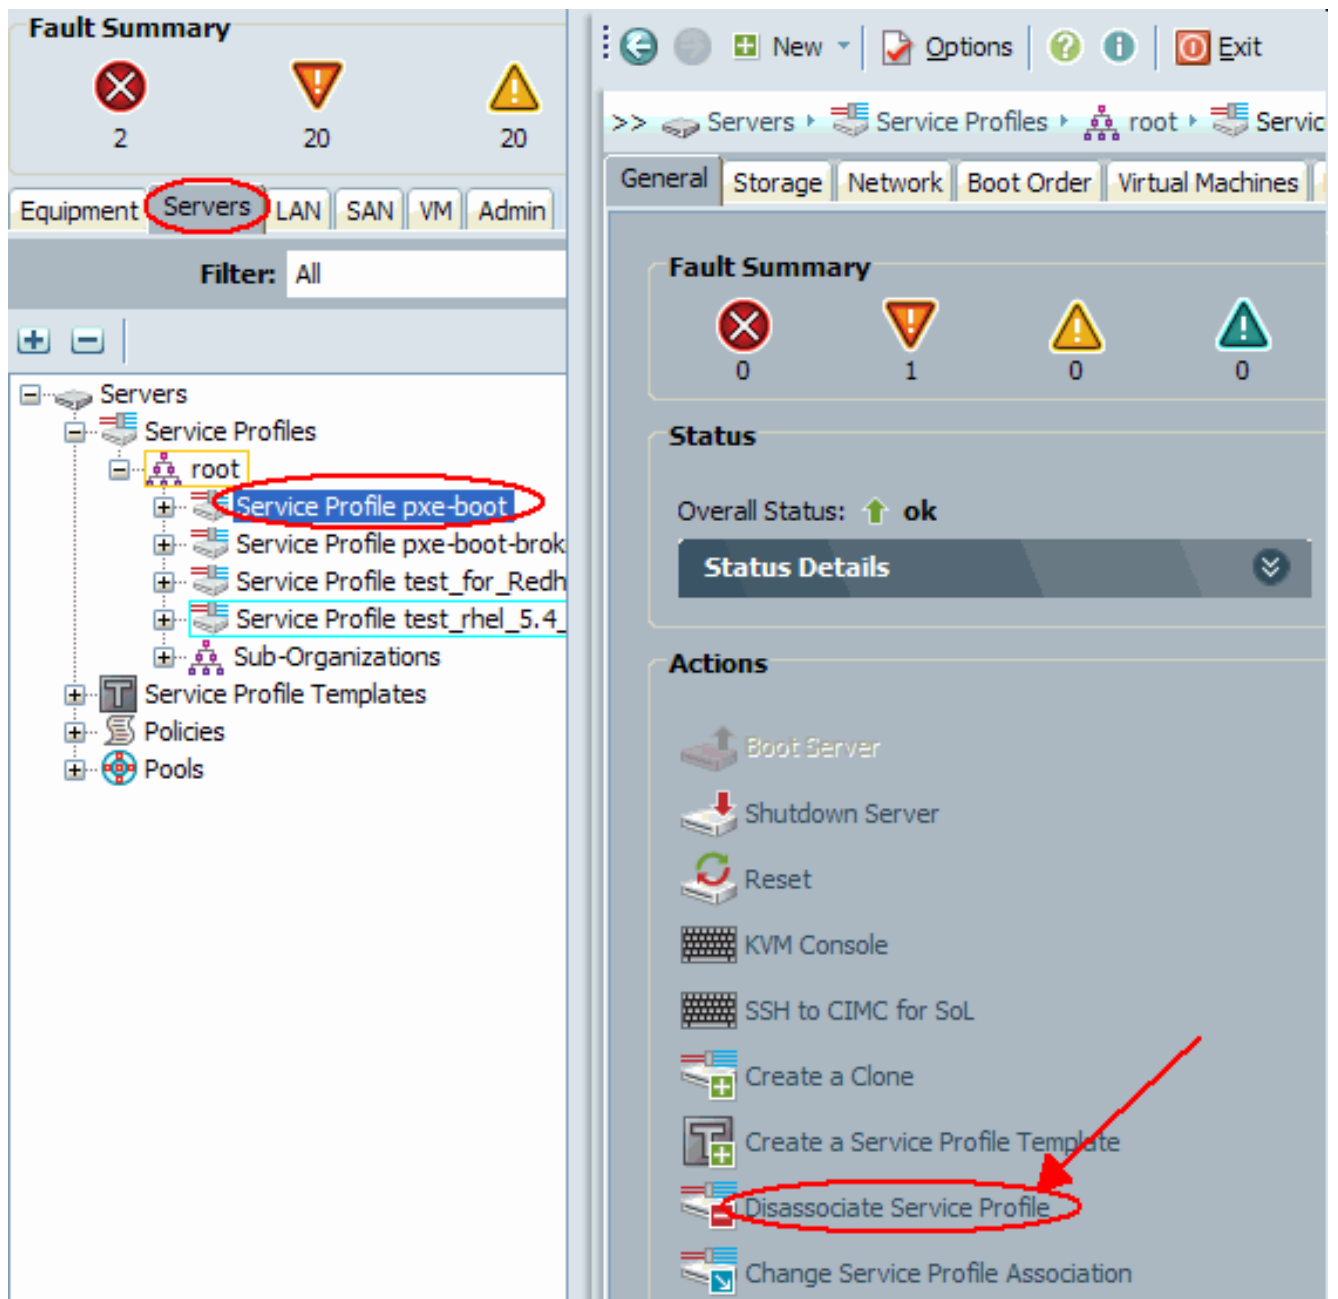 Fault Summary
2 20 20
Equipment Servers LAN SAN VM Admin
Filter: All
Servers
Service Profiles
root
Service Profile pxe-boot
Service Profile pxe-boot-brok
Service Profile test_for_Redh
Service Profile test_rhel_5.4_
Sub-Organizations
Service Profile Templates
Policies
Pools
New Options Exit
>> Servers Service Profiles root Servic
General Storage Network Boot Order Virtual Machines
Fault Summary
0 1 0 0
Status
Overall Status: ok
Status Details
Actions
Boot Server
Shutdown Server
Reset
KVM Console
SSH to CIMC for SoL
Create a Clone
Create a Service Profile Template
Disassociate Service Profile
Change Service Profile Association